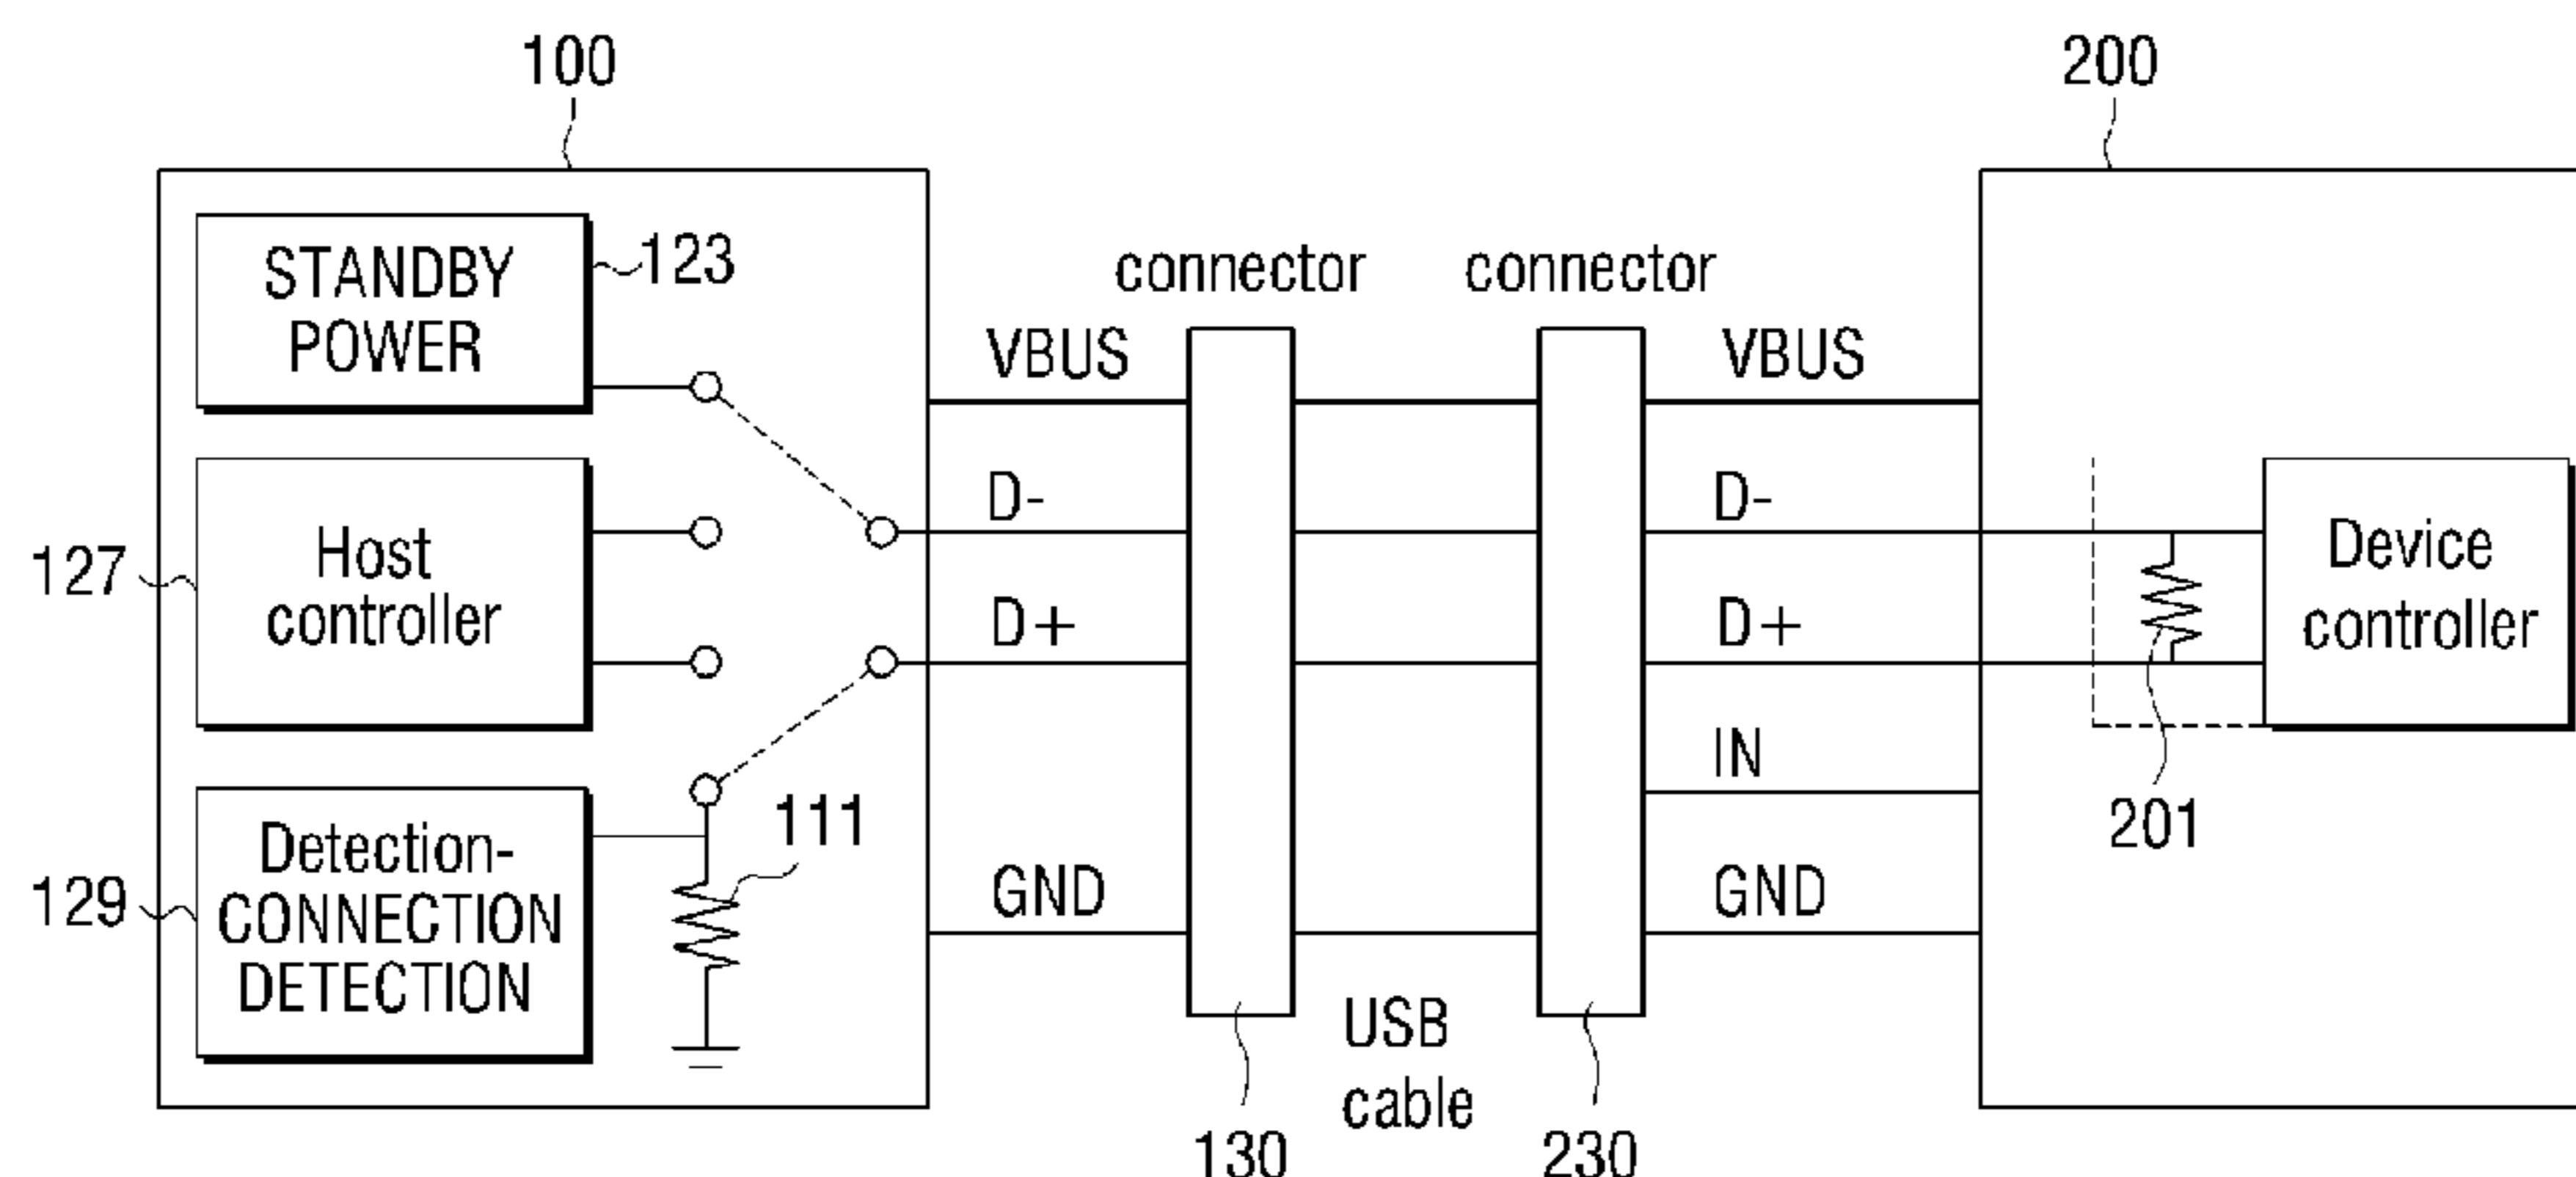 100
200
STANDBY
POWER
123
connector
connector
VBUS
VBUS
127
Host
controller
D-
D-
Device
controller
D+
D+
IN
201
129
Detection-
CONNECTION
DETECTION
111
GND
GND
USB
cable
130
230